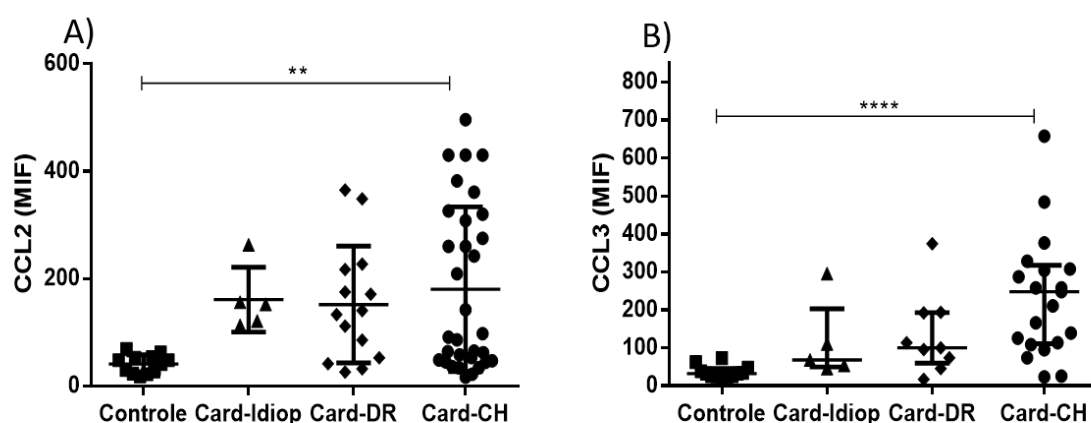 A)
CCL2 (MIF)
600
400
200
0
**
Controle Card-Idiop Card-DR Card-CH
B)
CCL3 (MIF)
800
700
600
500
400
300
200
100
0
****
Controle Card-Idiop Card-DR Card-CH